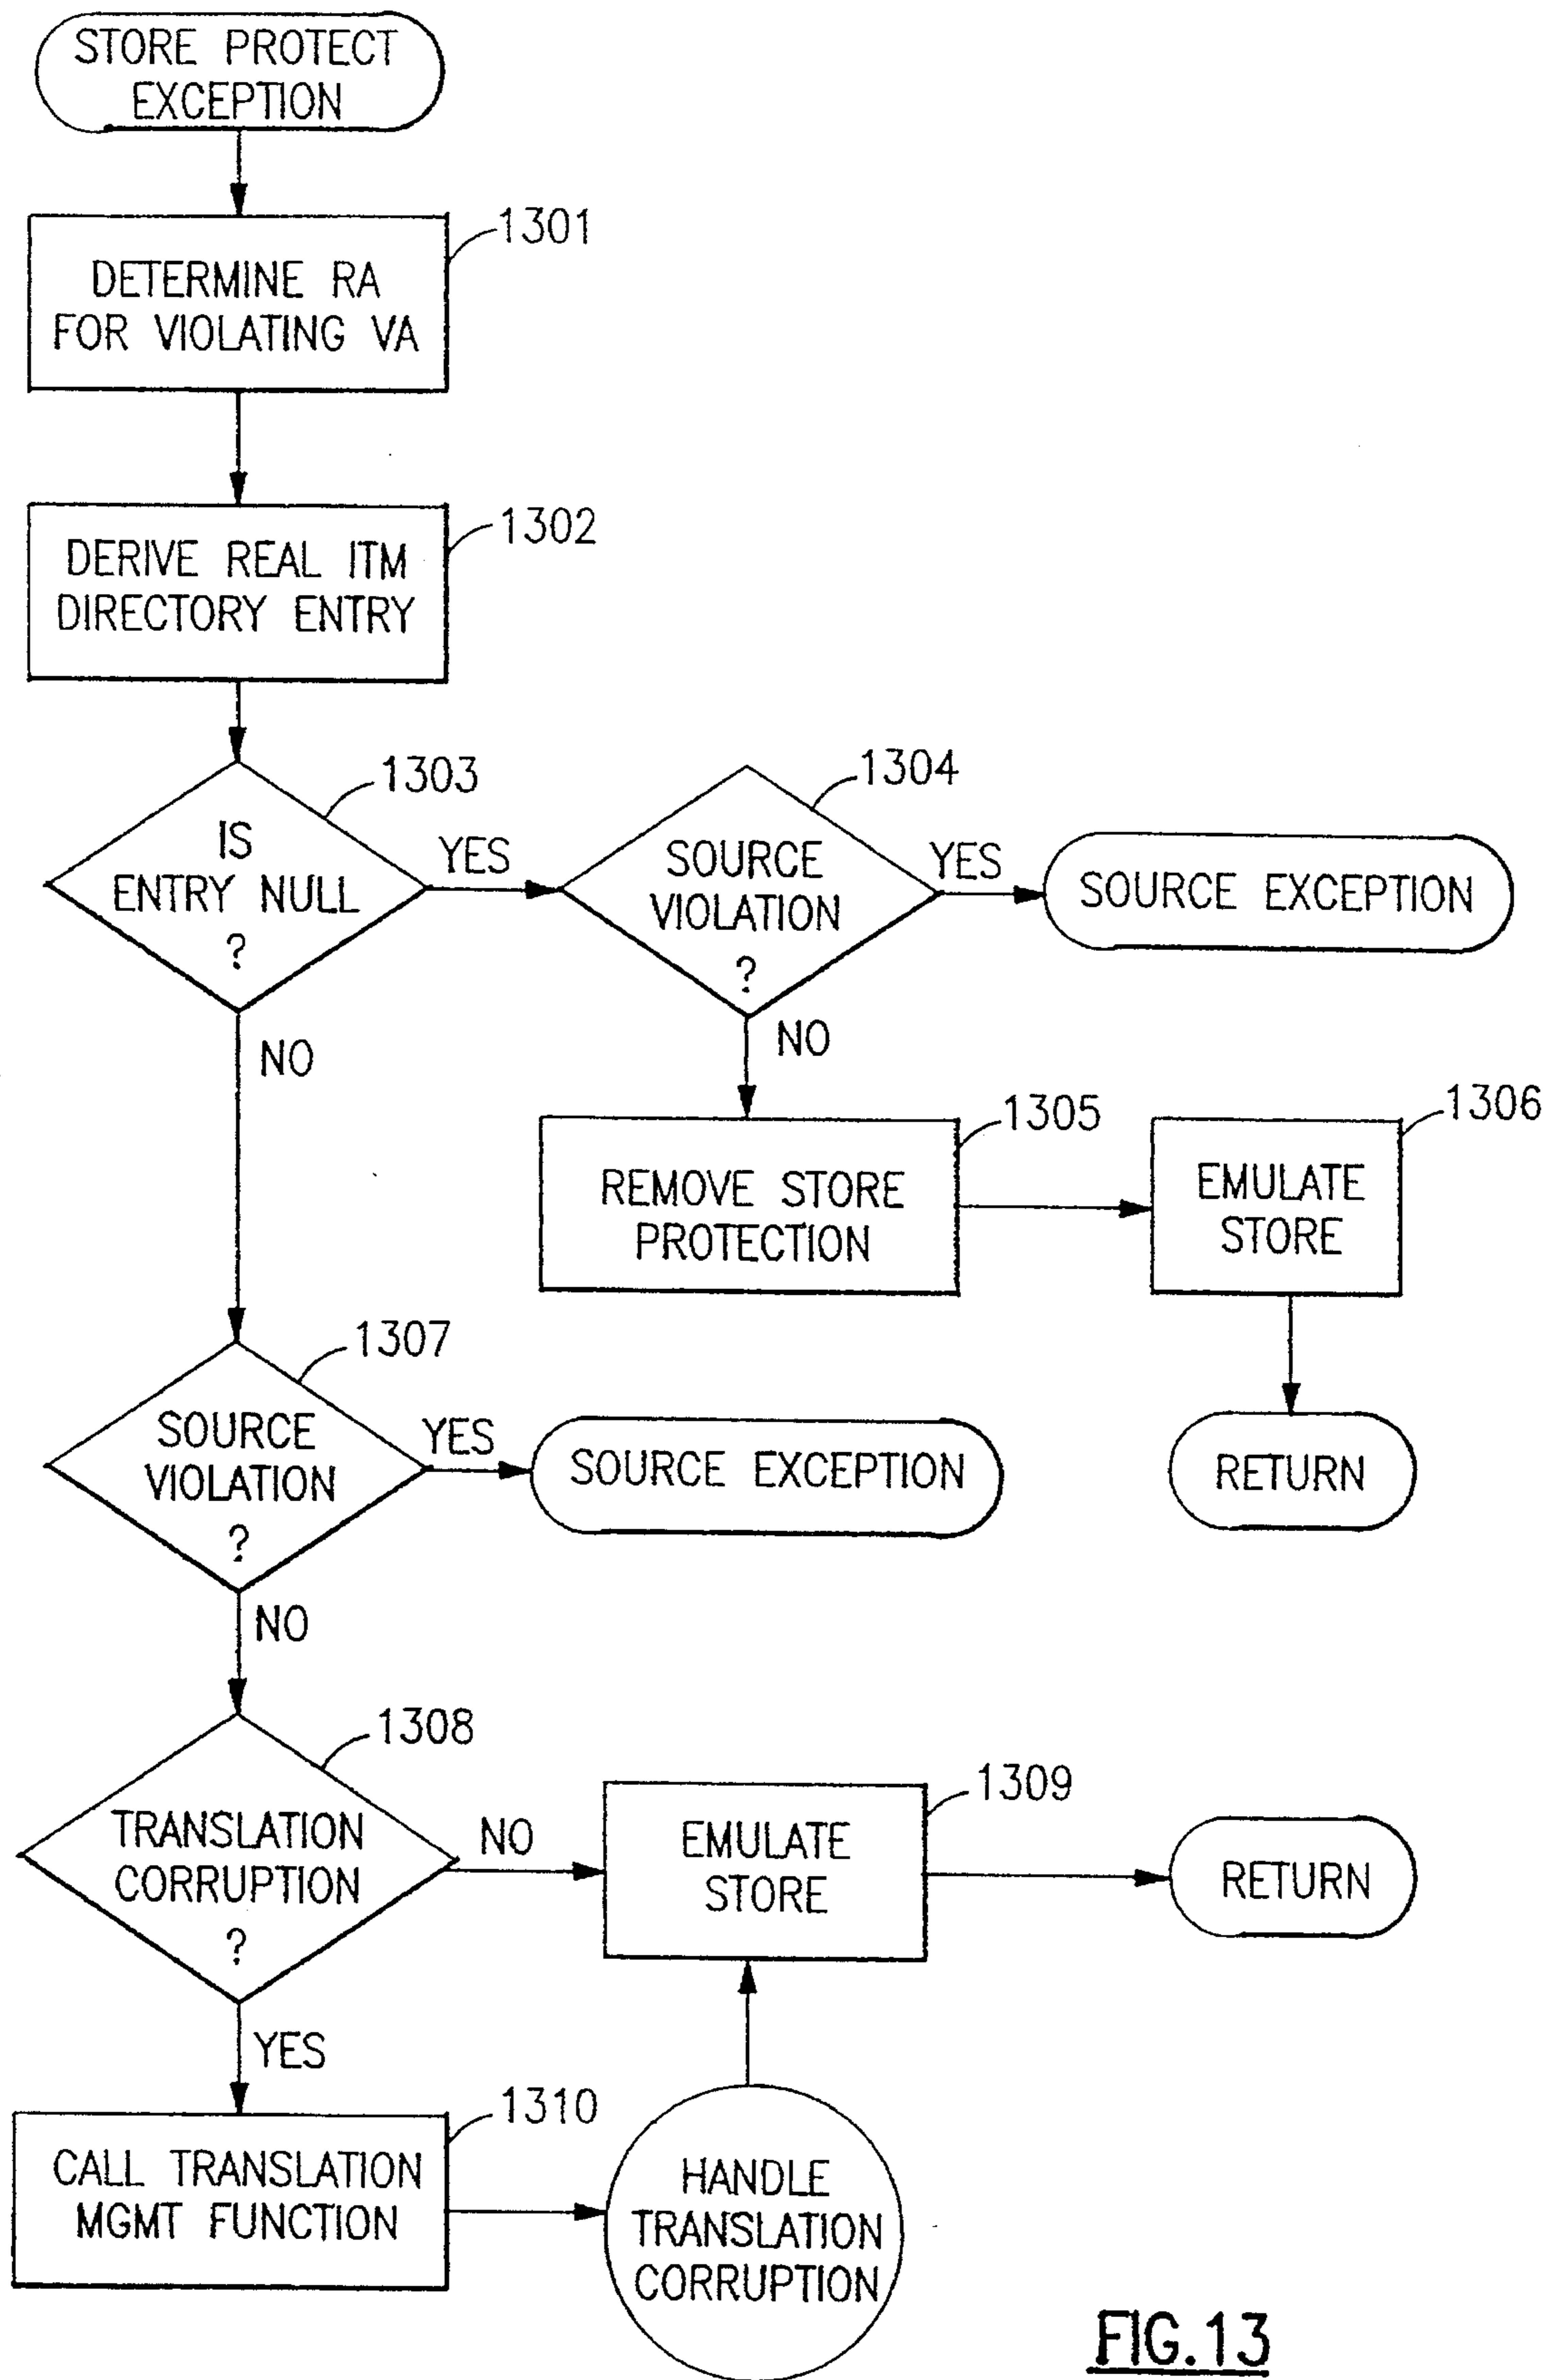 STORE PROTECT
EXCEPTION
1301
DETERMINE RA
FOR VIOLATING VA
1302
DERIVE REAL ITM
DIRECTORY ENTRY
1303
IS
ENTRY NULL
?
YES
NO
1304
SOURCE
VIOLATION
?
YES
SOURCE EXCEPTION
NO
1305
REMOVE STORE
PROTECTION
1306
EMULATE
STORE
RETURN
1307
SOURCE
VIOLATION
?
YES
SOURCE EXCEPTION
NO
1308
TRANSLATION
CORRUPTION
?
NO
1309
EMULATE
STORE
RETURN
YES
1310
CALL TRANSLATION
MGMT FUNCTION
HANDLE
TRANSLATION
CORRUPTION
FIG.13